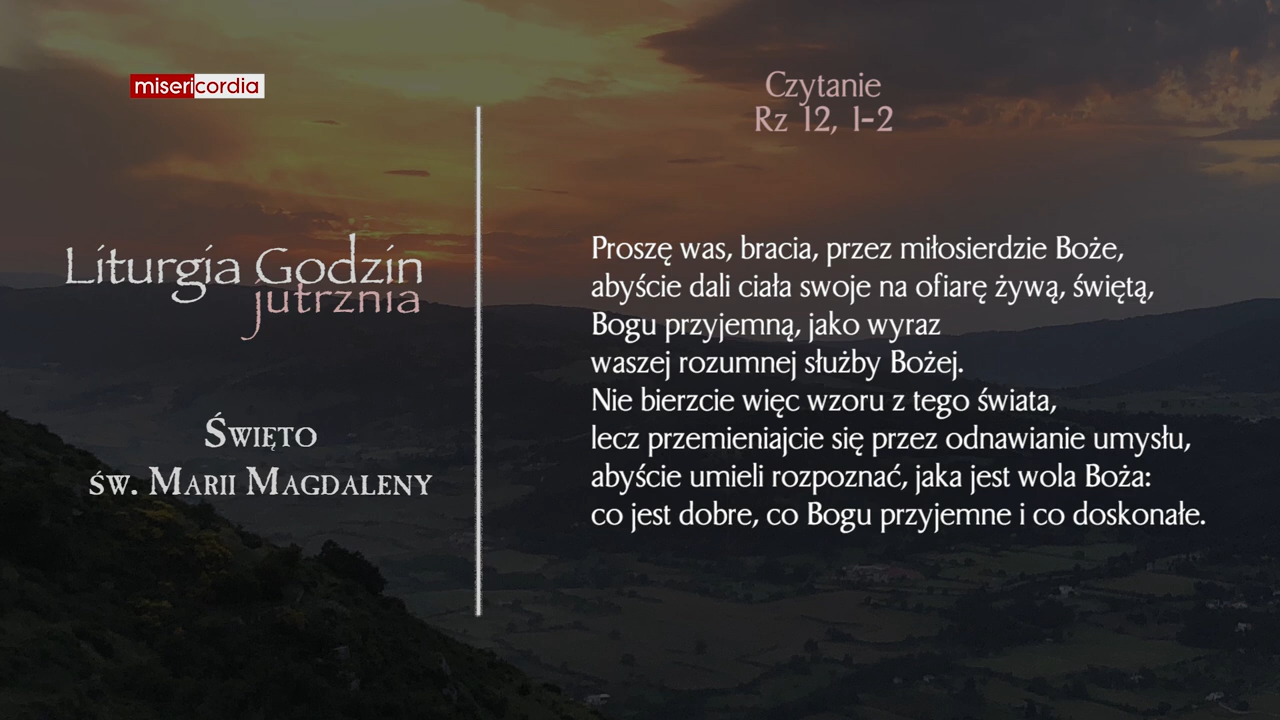 misericordia
Liturgia Godzin
jutrznia
Święto
św. Marii Magdaleny
Czytanie
Rz 12, 1-2
Proszę was, bracia, przez miłosierdzie Boże,
abyście dali ciała swoje na ofiarę żywą, świętą,
Bogu przyjemną, jako wyraz
waszej rozumnej służby Bożej.
Nie bierzcie więc wzoru z tego świata,
lecz przemieniajcie się przez odnawianie umysłu,
abyście umieli rozpoznać, jaka jest wola Boża:
co jest dobre, co Bogu przyjemne i co doskonałe.